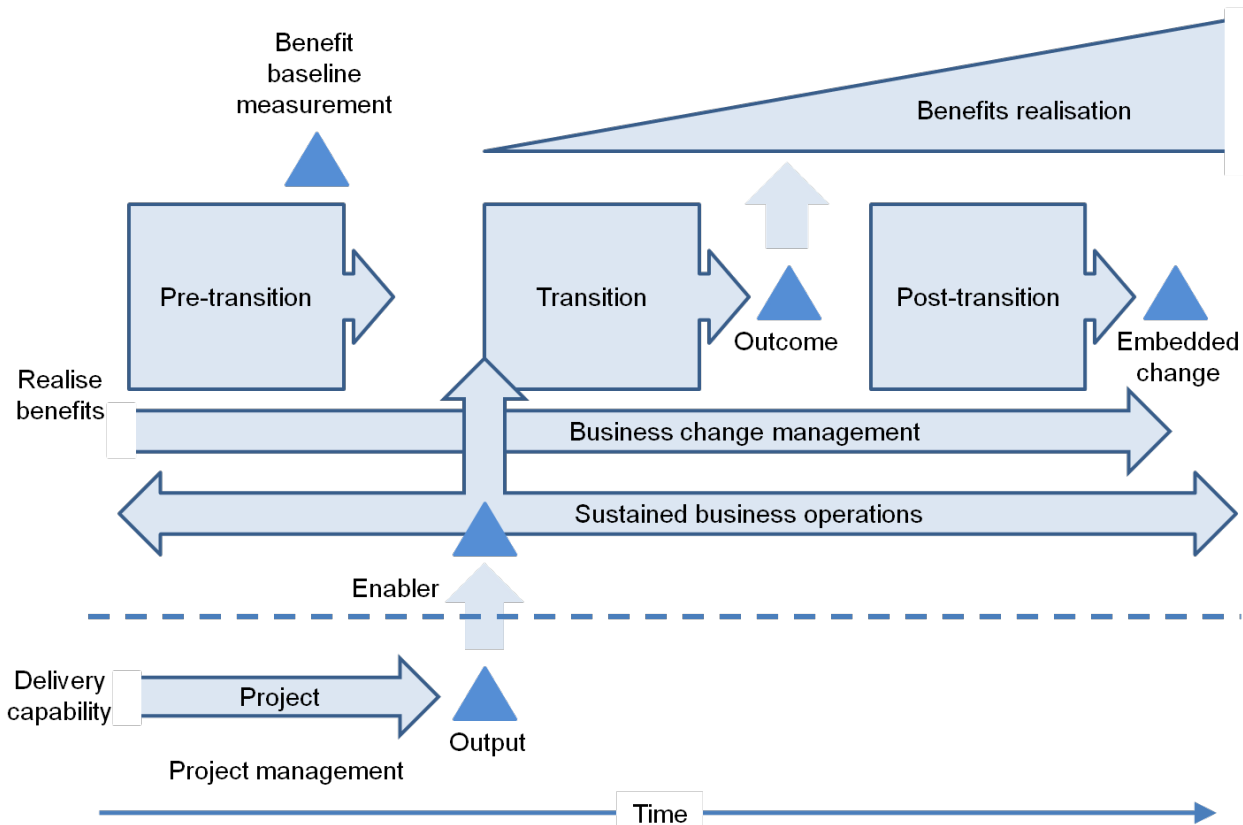 Benefit
baseline
measurement
Benefits realisation
Pre-transition
Transition
Post-transition
Outcome
Embedded
change
Realise
benefits
Business change management
Sustained business operations
Enabler
Delivery
capability
Project
Output
Project management
Time